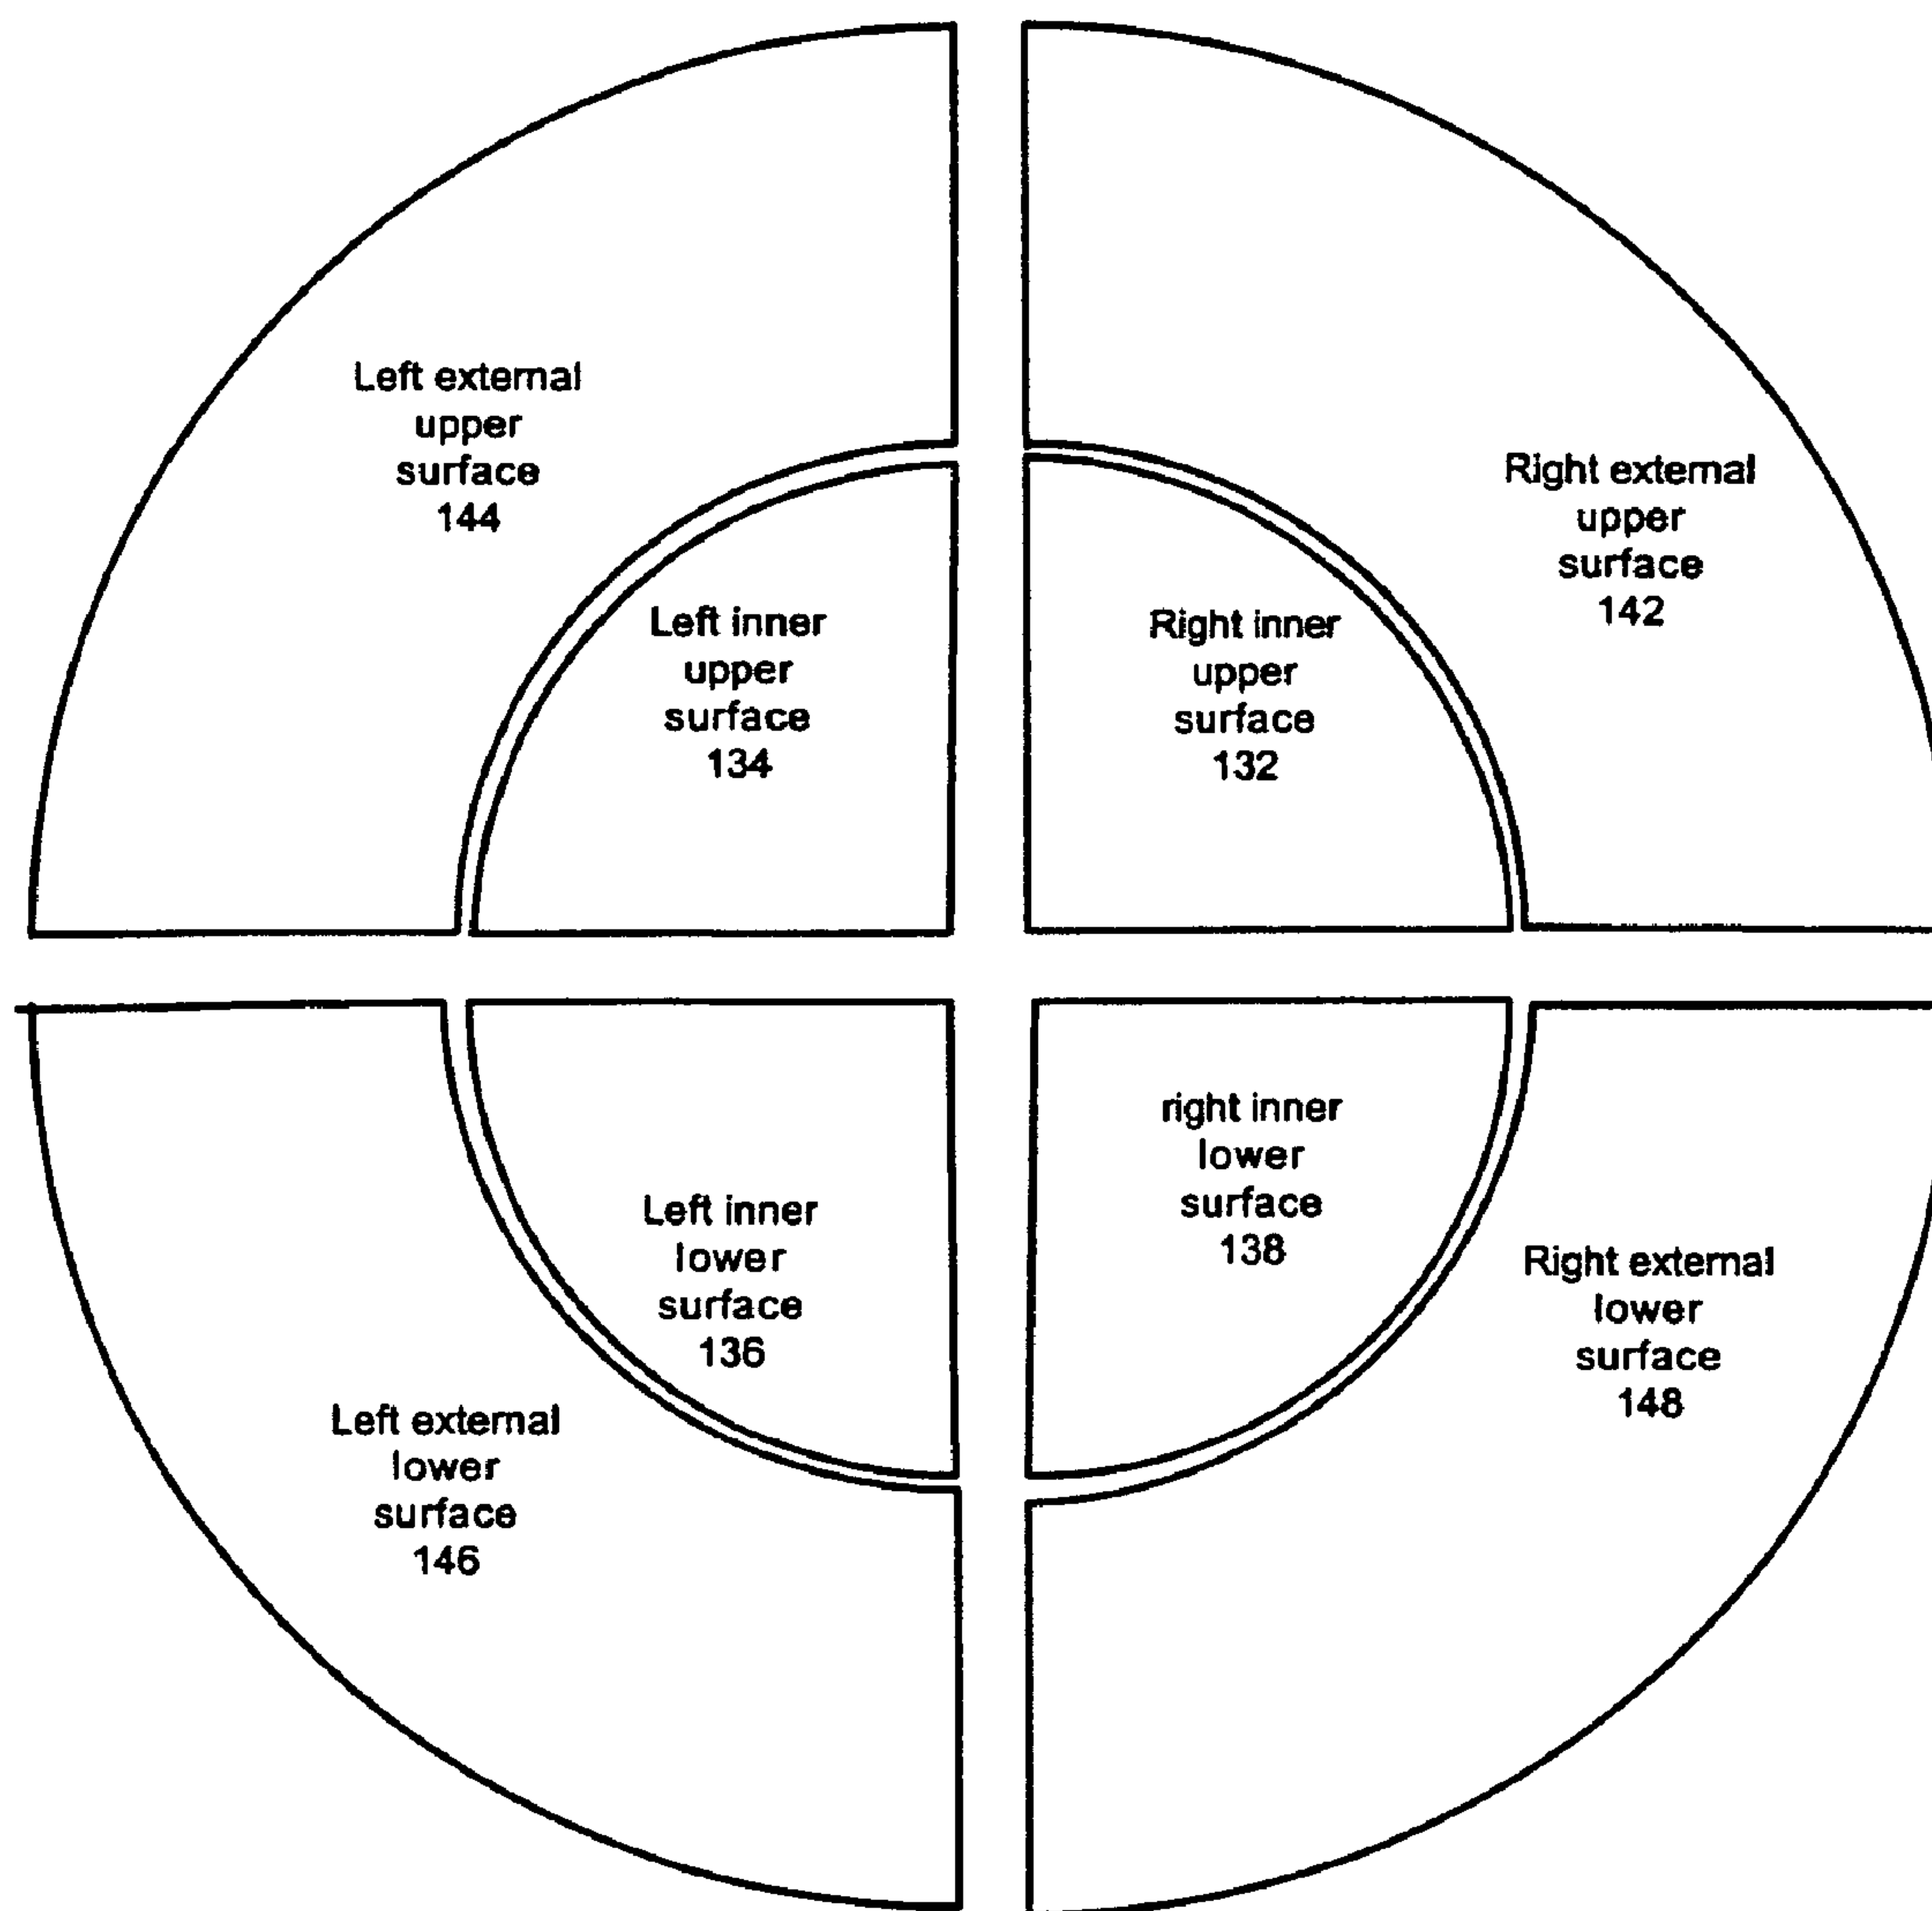 Left external
upper
surface
144
Right external
upper
surface
142
Left inner
upper
surface
134
Right inner
upper
surface
132
Left inner
lower
surface
136
right inner
lower
surface
138
Left external
lower
surface
146
Right external
lower
surface
148